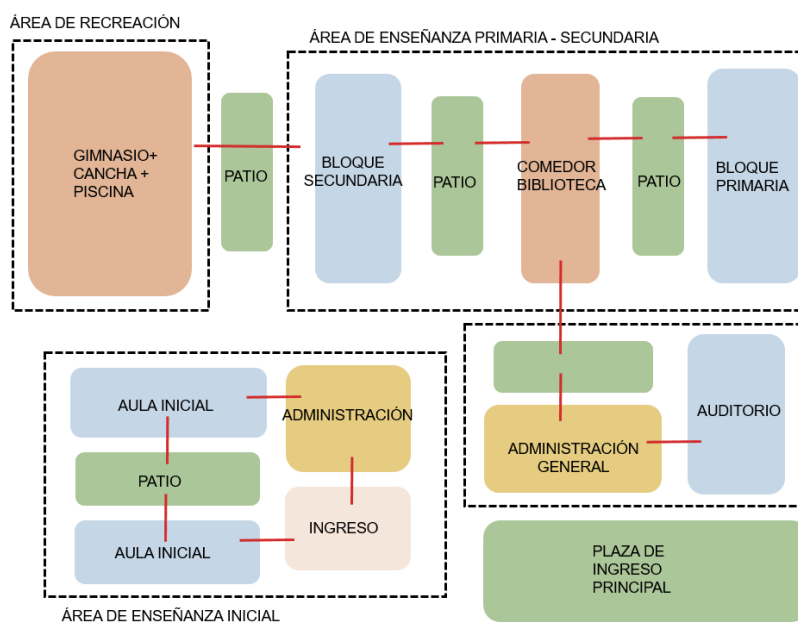 ÁREA DE RECREACIÓN
ÁREA DE ENSEÑANZA PRIMARIA - SECUNDARIA
GIMNASIO+
CANCHA +
PISCINA
PATIO
BLOQUE
SECUNDARIA
PATIO
COMEDOR
BIBLIOTECA
PATIO
BLOQUE
PRIMARIA
AULA INICIAL
ADMINISTRACIÓN
PATIO
AULA INICIAL
INGRESO
ÁREA DE ENSEÑANZA INICIAL
AUDITORIO
ADMINISTRACIÓN
GENERAL
PLAZA DE
INGRESO
PRINCIPAL